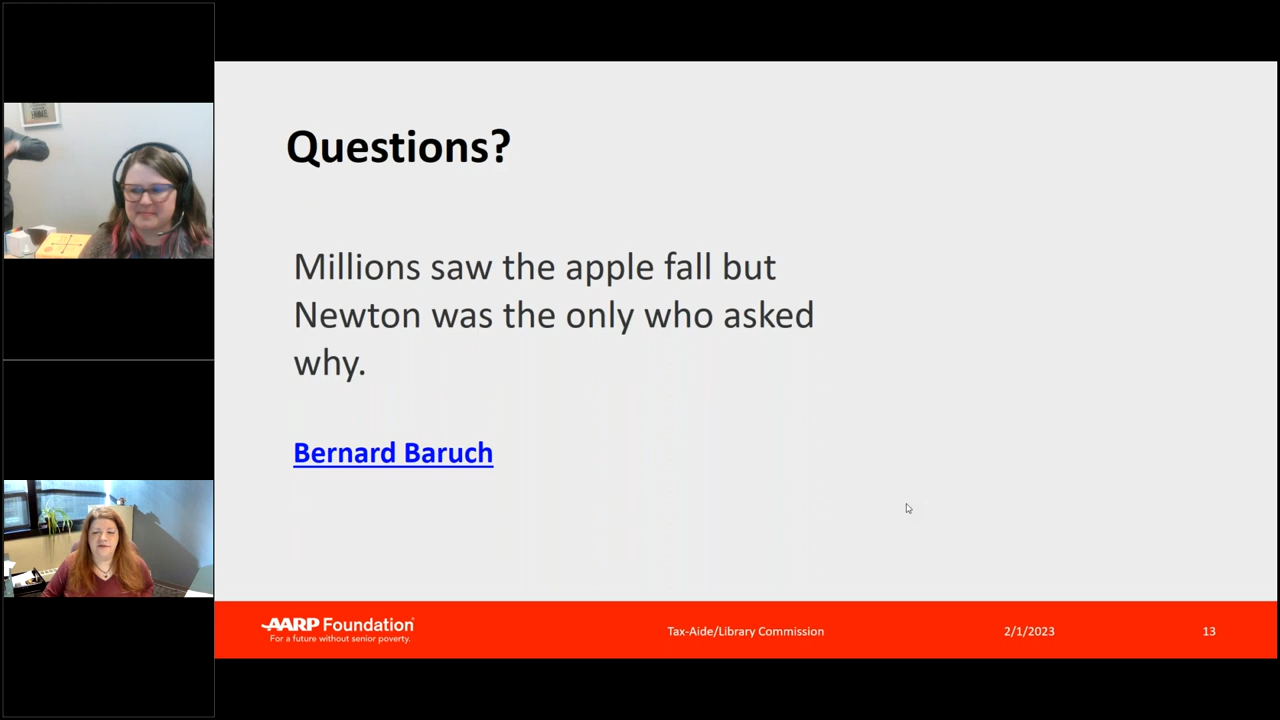 Questions?
Millions saw the apple fall but
Newton was the only who asked
why.
Bernard Baruch
AARP Foundation
For a future without senior poverty.
Tax-Aide/Library Commission
2/1/2023
13